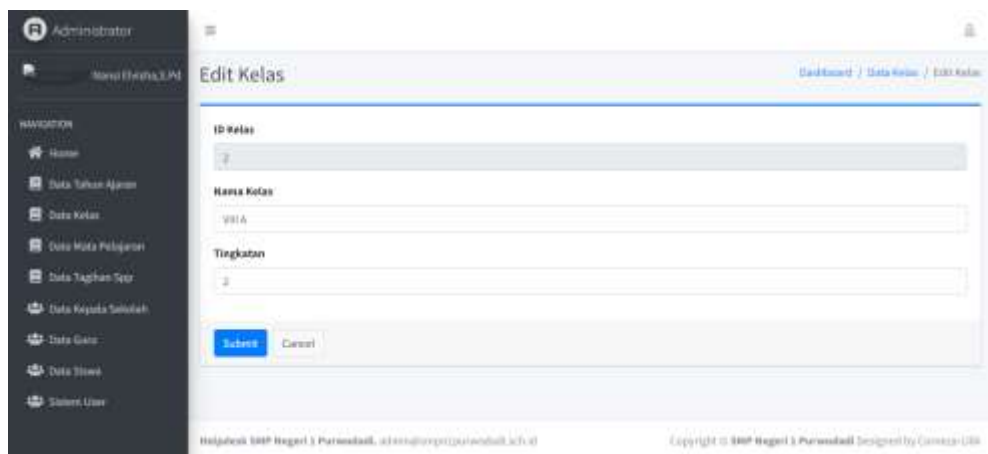 Administrator
Edit Kelas
Dashboard / Data Kelas / Edit Kelas
NAVIGATION
Home
Data Tahun Ajaran
Data Kelas
Data Mata Pelajaran
Data Tagihan Spp
Data Kepala Sekolah
Data Guru
Data Siswa
Sistem User
ID Kelas
2
Nama Kelas
VIII A
Tingkatan
2
Submit
Cancel
Helpdesk SMP Negeri 1 Purwodadi.
Copyright © SMP Negeri 1 Purwodadi Designed by